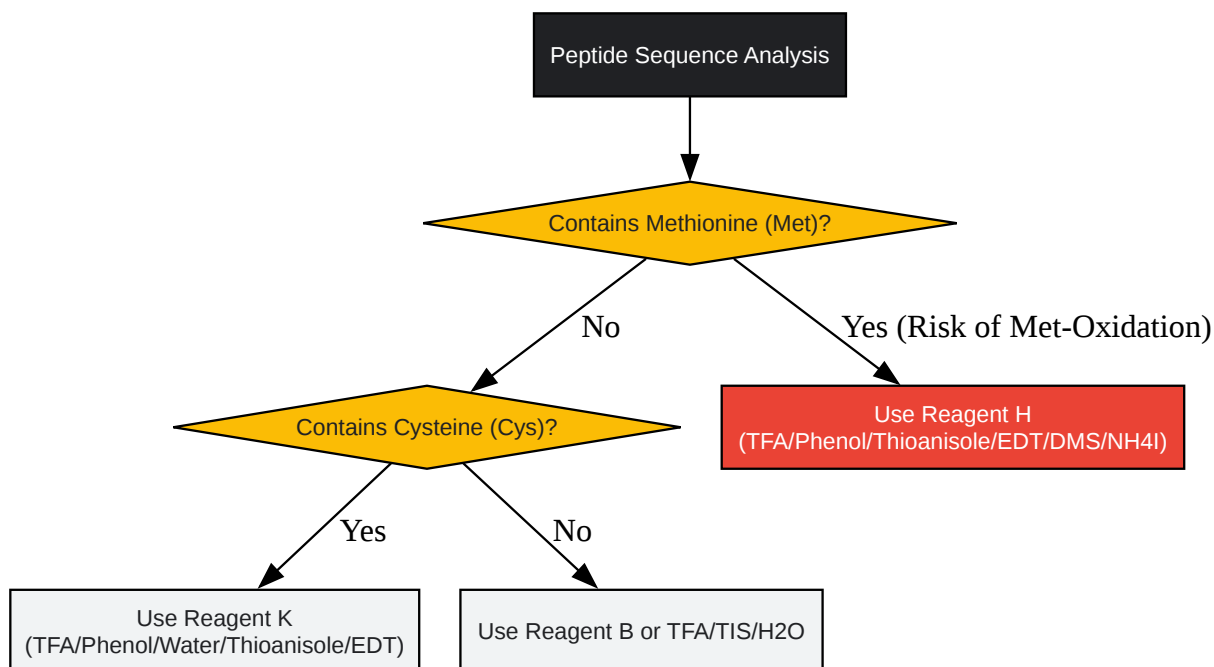 Peptide Sequence Analysis
Contains Methionine (Met)?
No
Yes (Risk of Met-Oxidation)
Contains Cysteine (Cys)?
Use Reagent H
(TFA/Phenol/Thioanisole/EDT/DMS/NH4I)
Yes
No
Use Reagent K
(TFA/Phenol/Water/Thioanisole/EDT)
Use Reagent B or TFA/TIS/H2O